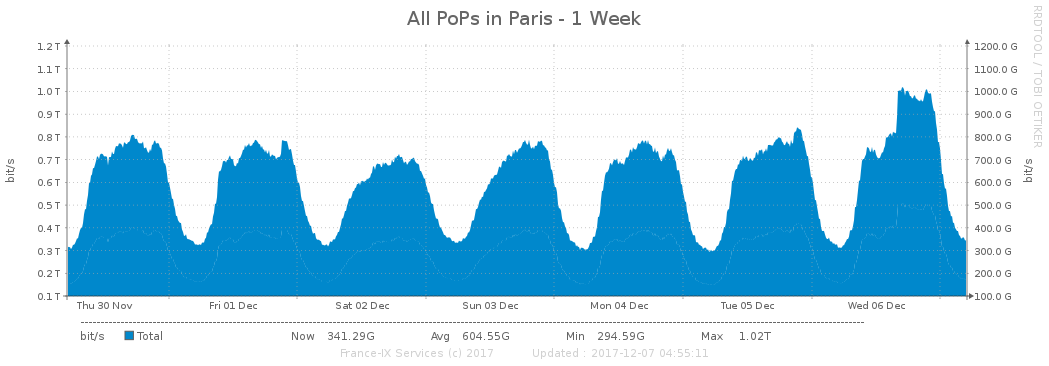 All PoPs in Paris - 1 Week
RRDTOOL / TOBI OETIKER
bit/s
1.2 T
1.1 T
1.0 T
0.9 T
0.8 T
0.7 T
0.6 T
0.5 T
0.4 T
0.3 T
0.2 T
0.1 T
1200.0 G
1100.0 G
1000.0 G
900.0 G
800.0 G
700.0 G
600.0 G
500.0 G
400.0 G
300.0 G
200.0 G
100.0 G
bit/s
Thu 30 Nov Fri 01 Dec Sat 02 Dec Sun 03 Dec Mon 04 Dec Tue 05 Dec Wed 06 Dec
bit/s Total Now 341.29G Avg 604.55G Min 294.59G Max 1.02T
France-IX Services (c) 2017 Updated : 2017-12-07 04:55:11